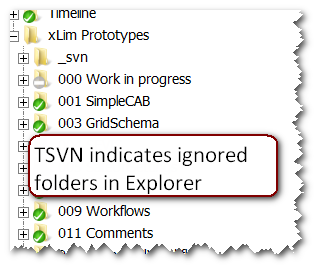 Timeline
xLim Prototypes
_svn
000 Work in progress
001 SimpleCAB
003 GridSchema
TSVN indicates ignored
folders in Explorer
009 Workflows
011 Comments